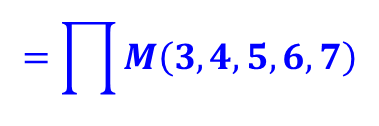 = ∏ M(3, 4, 5, 6, 7)